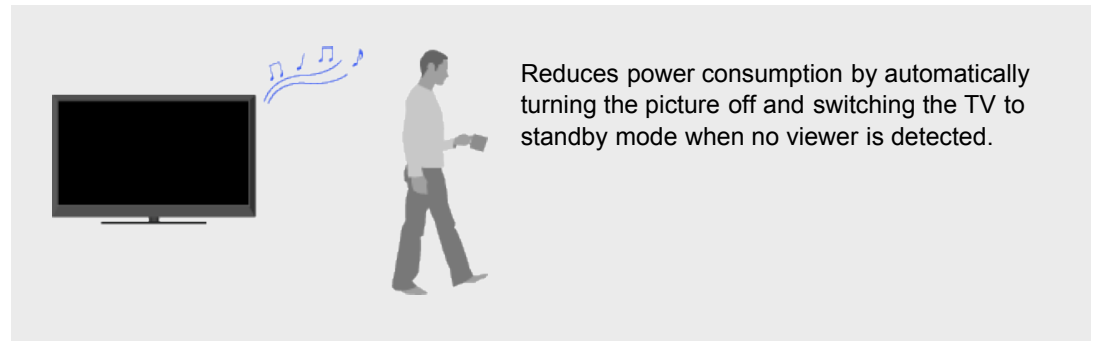 Reduces power consumption by automatically
turning the picture off and switching the TV to
standby mode when no viewer is detected.